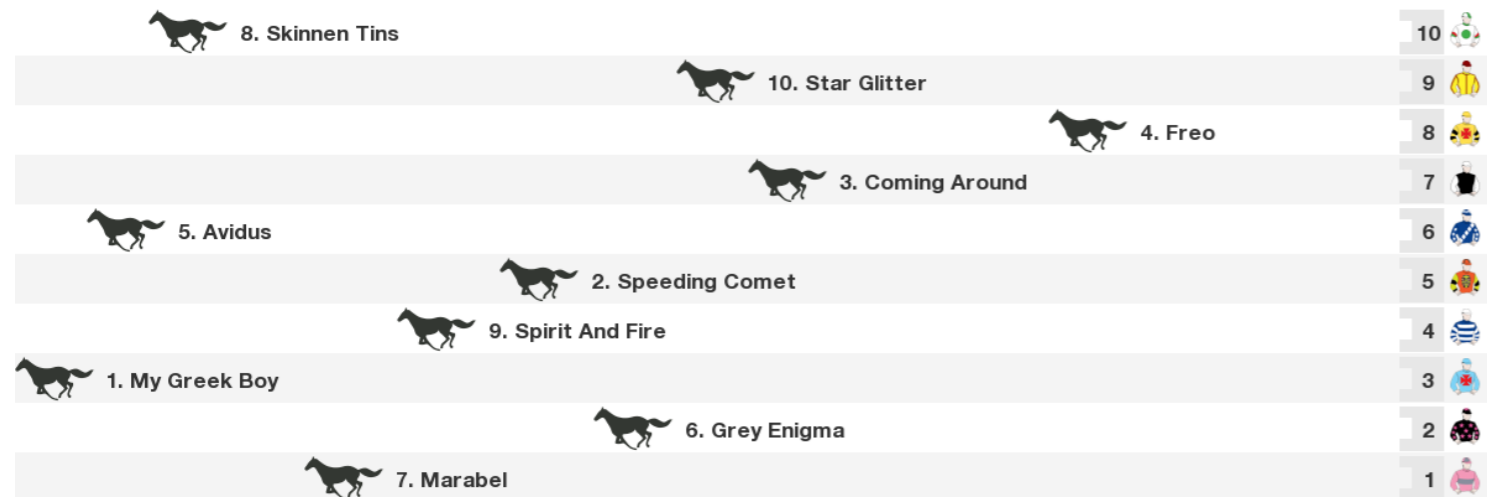 8. Skinnen Tins 10
10. Star Glitter 9
4. Freo 8
3. Coming Around 7
5. Avidus 6
2. Speeding Comet 5
9. Spirit And Fire 4
1. My Greek Boy 3
6. Grey Enigma 2
7. Marabel 1